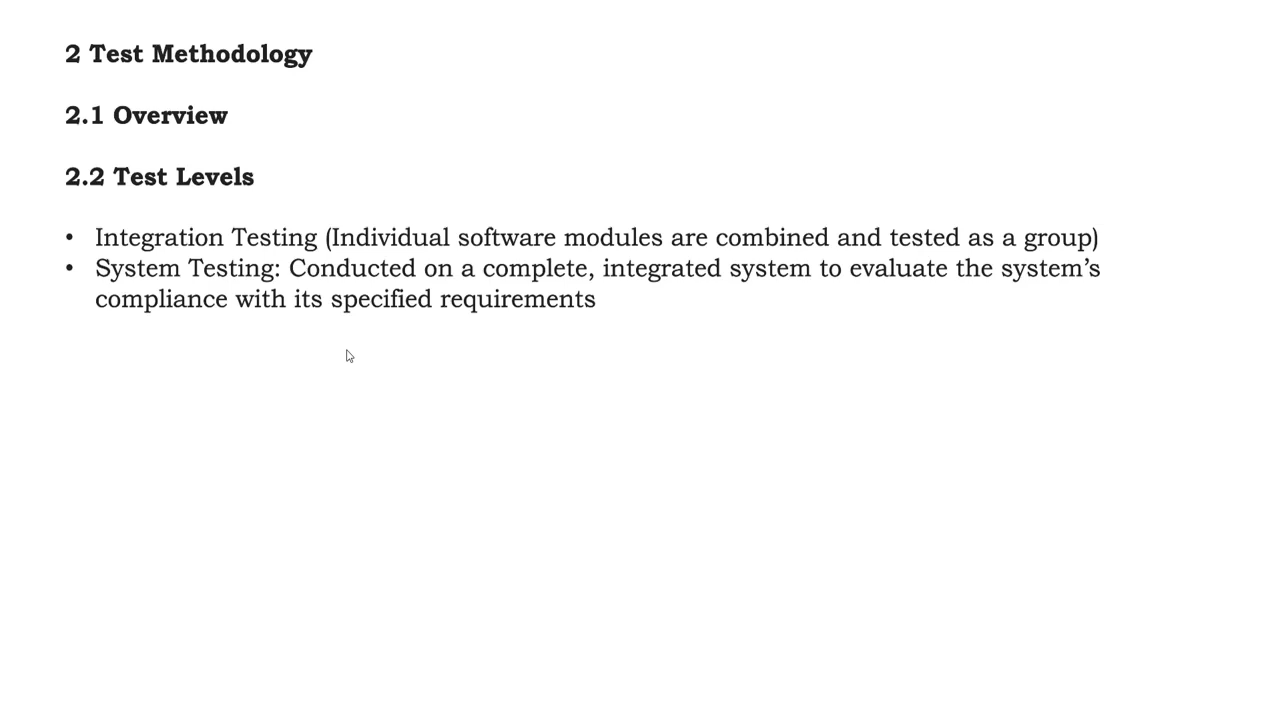 2 Test Methodology
2.1 Overview
2.2 Test Levels
• Integration Testing (Individual software modules are combined and tested as a group)
• System Testing: Conducted on a complete, integrated system to evaluate the system’s
compliance with its specified requirements